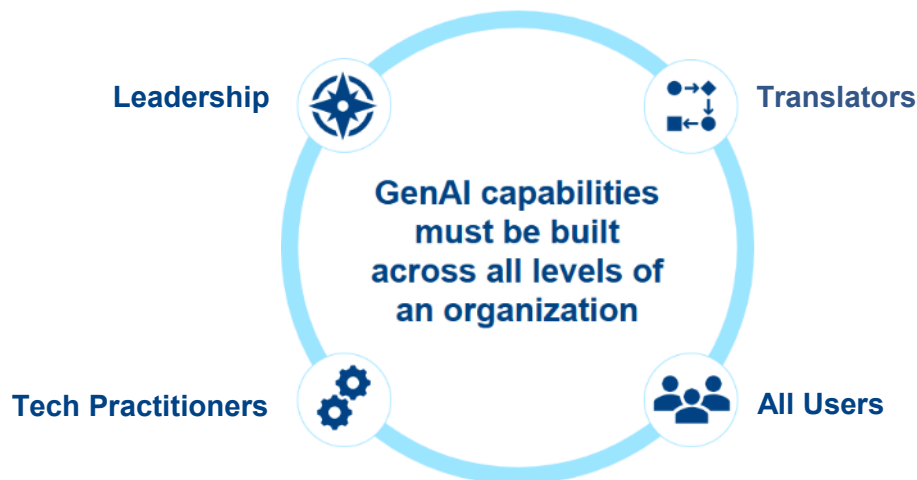 Leadership
Translators
GenAI capabilities
must be built
across all levels of
an organization
Tech Practitioners
All Users